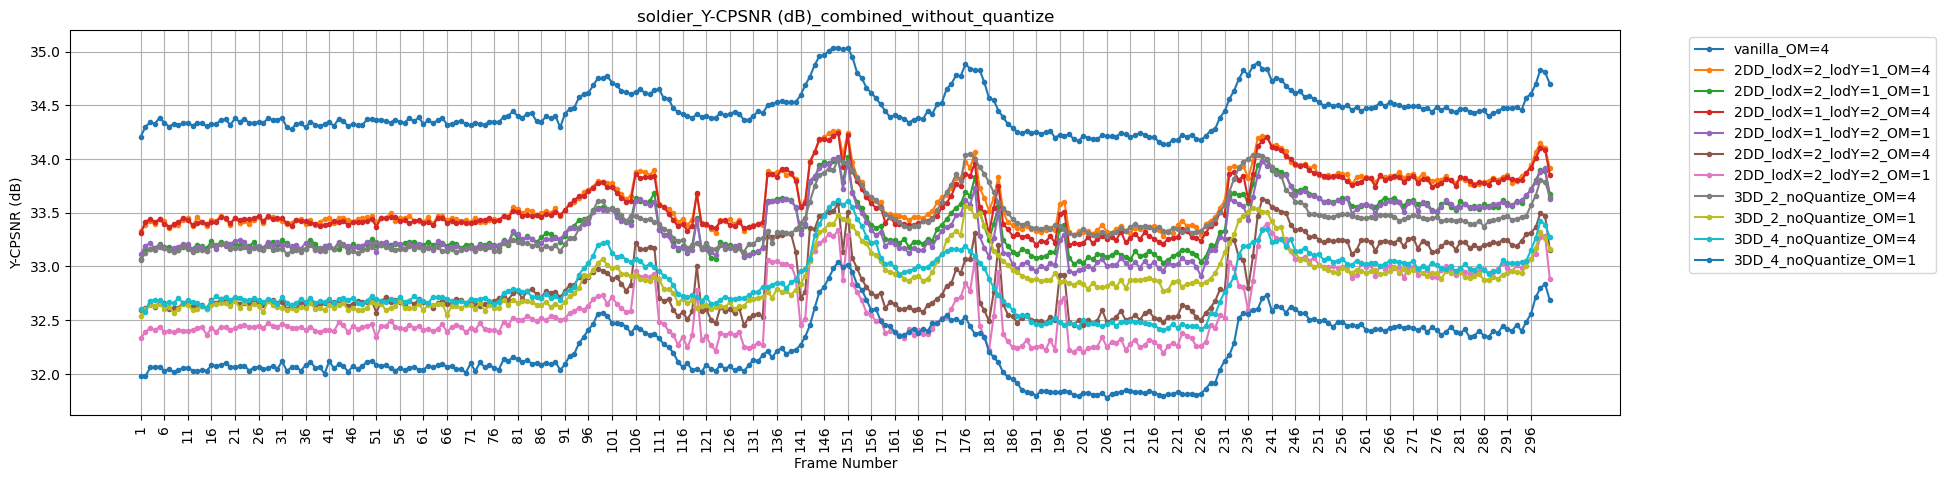 soldier_Y-CPSNR (dB)_combined_without_quantize
Y-CPSNR (dB)
35.0
34.5
34.0
33.5
33.0
32.5
32.0
1 6 11 16 21 26 31 36 41 46 51 56 61 66 71 76 81 86 91 96 101 106 111 116 121 126 131 136 141 146 151 156 161 166 171 176 181 186 191 196 201 206 211 216 221 226 231 236 241 246 251 256 261 266 271 276 281 286 291 296
Frame Number
vanilla_OM=4
2DD_lodX=2_lodY=1_OM=4
2DD_lodX=2_lodY=1_OM=1
2DD_lodX=1_lodY=2_OM=4
2DD_lodX=1_lodY=2_OM=1
2DD_lodX=2_lodY=2_OM=4
2DD_lodX=2_lodY=2_OM=1
3DD_2_noQuantize_OM=4
3DD_2_noQuantize_OM=1
3DD_4_noQuantize_OM=4
3DD_4_noQuantize_OM=1